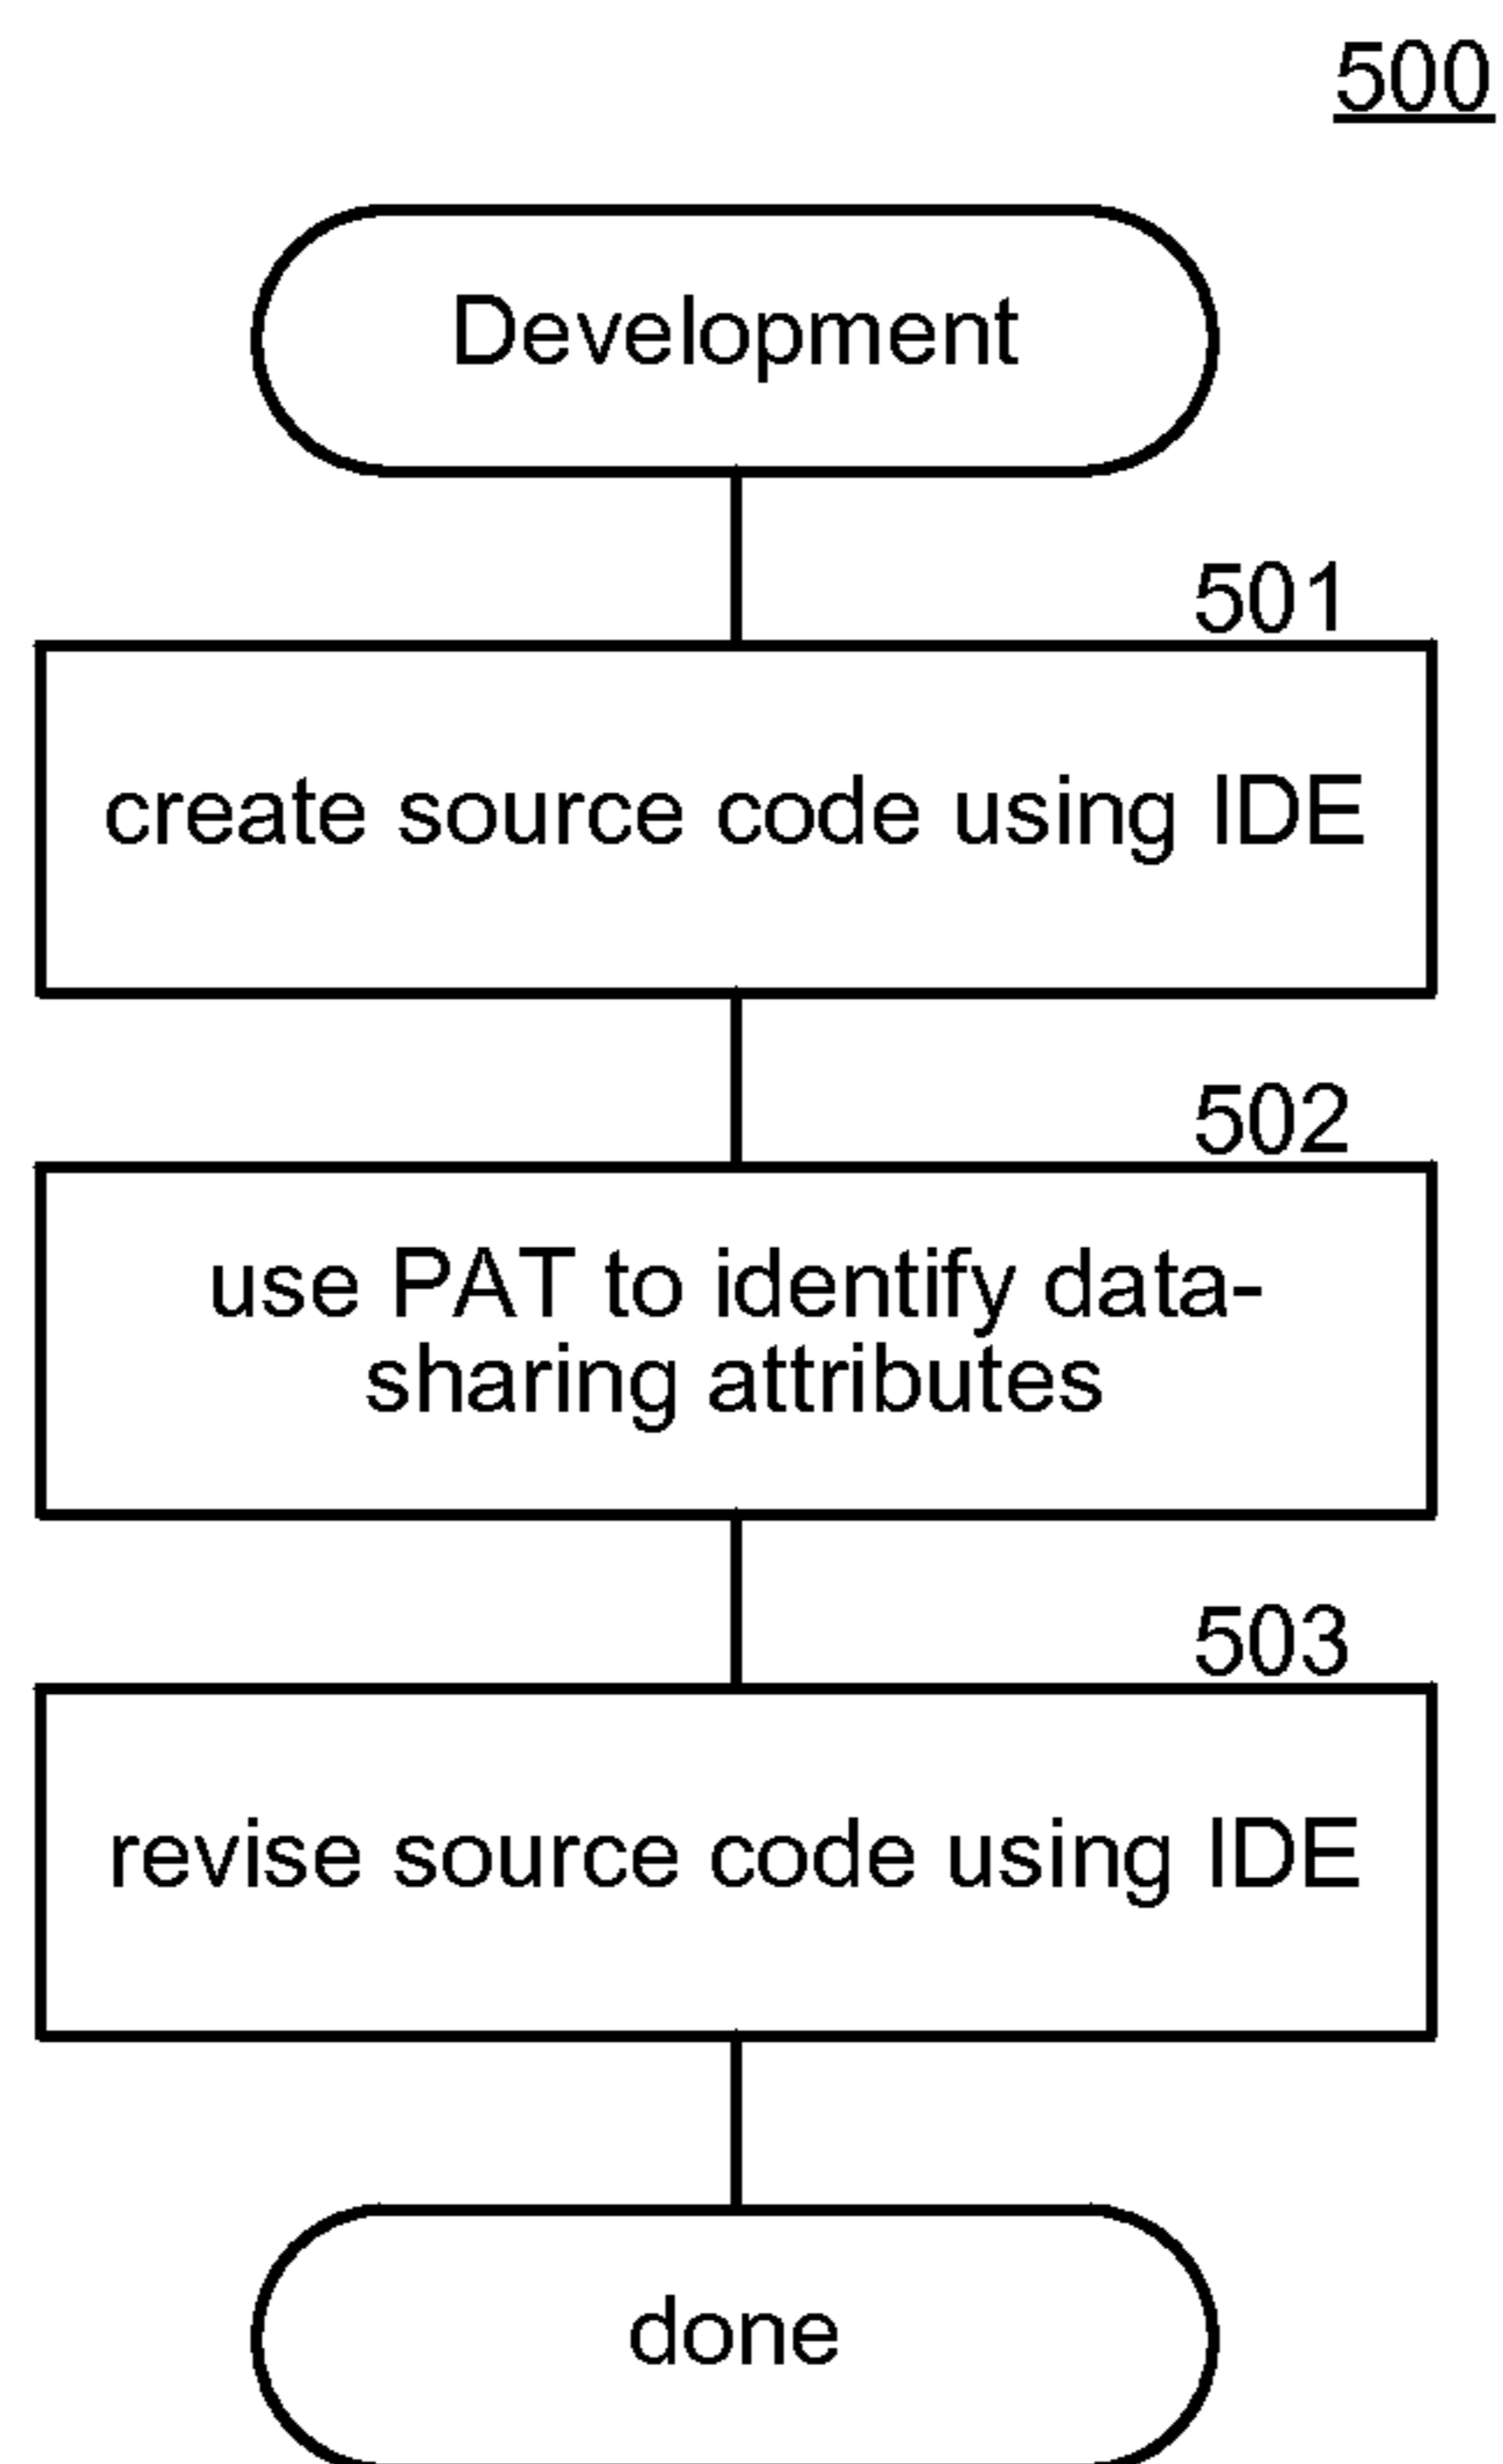 500
Development
501
create source code using IDE
502
use PAT to identify data-
sharing attributes
503
revise source code using IDE
done